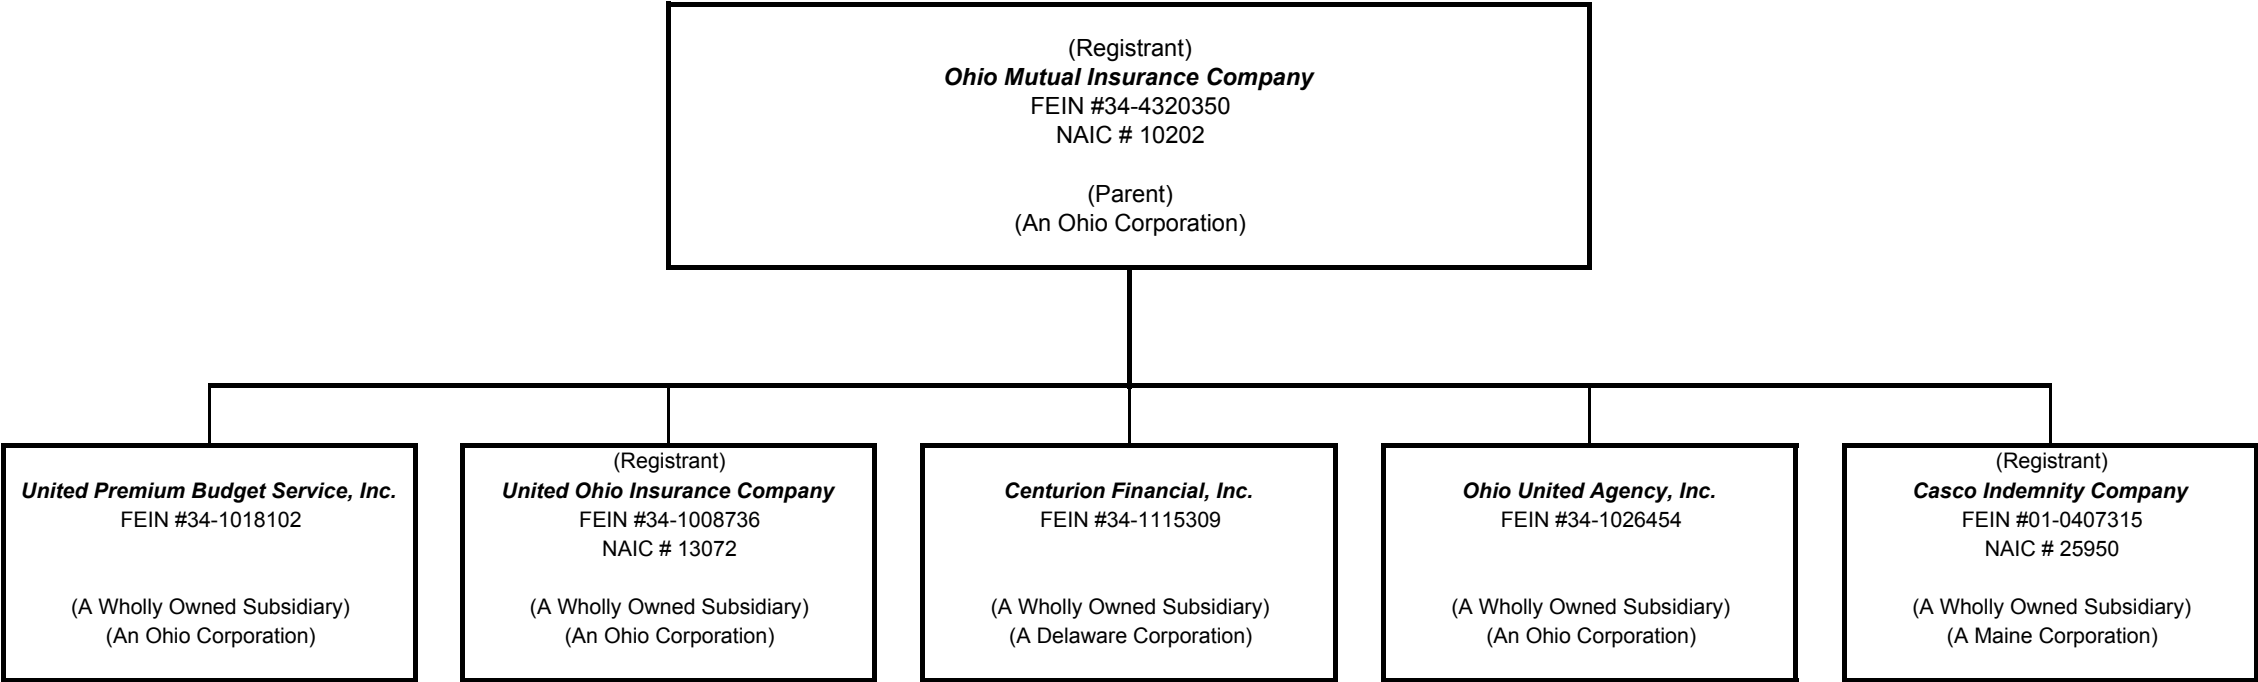 (Registrant)
Ohio Mutual Insurance Company
FEIN #34-4320350
NAIC # 10202
(Parent)
(An Ohio Corporation)
United Premium Budget Service, Inc.
FEIN #34-1018102
(A Wholly Owned Subsidiary)
(An Ohio Corporation)
(Registrant)
United Ohio Insurance Company
FEIN #34-1008736
NAIC # 13072
(A Wholly Owned Subsidiary)
(An Ohio Corporation)
Centurion Financial, Inc.
FEIN #34-1115309
(A Wholly Owned Subsidiary)
(A Delaware Corporation)
Ohio United Agency, Inc.
FEIN #34-1026454
(A Wholly Owned Subsidiary)
(An Ohio Corporation)
(Registrant)
Casco Indemnity Company
FEIN #01-0407315
NAIC # 25950
(A Wholly Owned Subsidiary)
(A Maine Corporation)